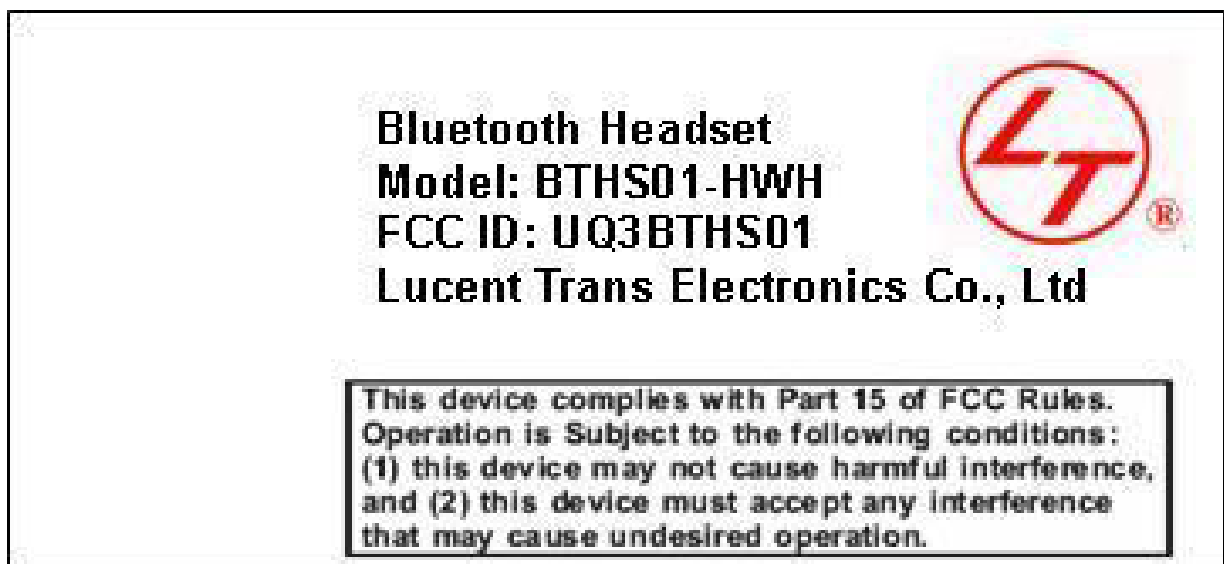 Bluetooth Headset
Model: BTHS01-HWH
FCC ID: UQ3BTHS01
Lucent Trans Electronics Co., Ltd
LT
®
This device complies with Part 15 of FCC Rules.
Operation is Subject to the following conditions:
(1) this device may not cause harmful interference,
and (2) this device must accept any interference
that may cause undesired operation.